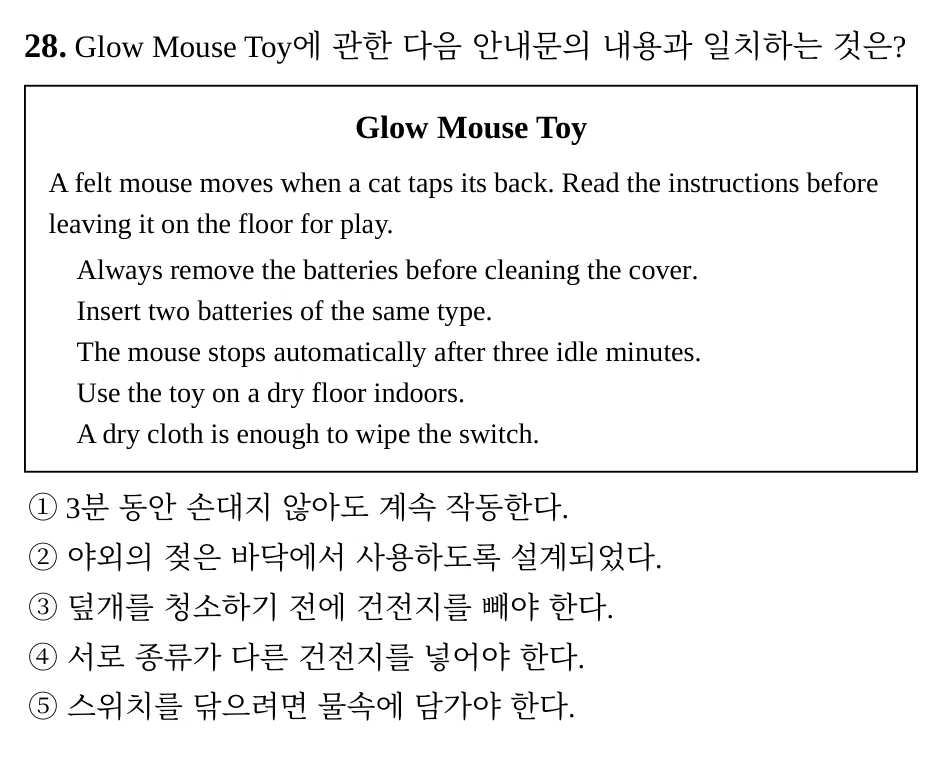 28. Glow Mouse Toy에 관한 다음 안내문의 내용과 일치하는 것은?
Glow Mouse Toy
A felt mouse moves when a cat taps its back. Read the instructions before
leaving it on the floor for play.
Always remove the batteries before cleaning the cover.
Insert two batteries of the same type.
The mouse stops automatically after three idle minutes.
Use the toy on a dry floor indoors.
A dry cloth is enough to wipe the switch.
① 3분 동안 손대지 않아도 계속 작동한다.
② 야외의 젖은 바닥에서 사용하도록 설계되었다.
③ 덮개를 청소하기 전에 건전지를 빼야 한다.
④ 서로 종류가 다른 건전지를 넣어야 한다.
⑤ 스위치를 닦으려면 물속에 담가야 한다.